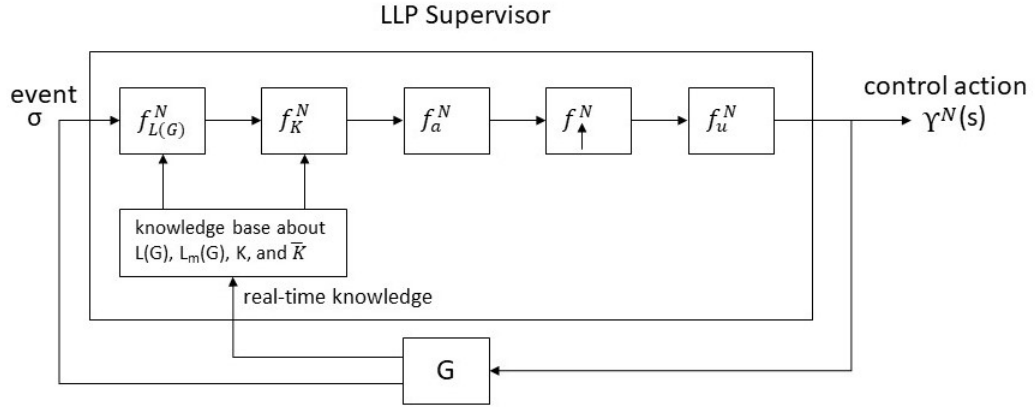 LLP Supervisor
event
σ
f^N_{L(G)}
f^N_K
f^N_a
f^N_↑
f^N_u
control action
ϒ^N(s)
knowledge base about
L(G), L_m(G), K, and K̅
real-time knowledge
G